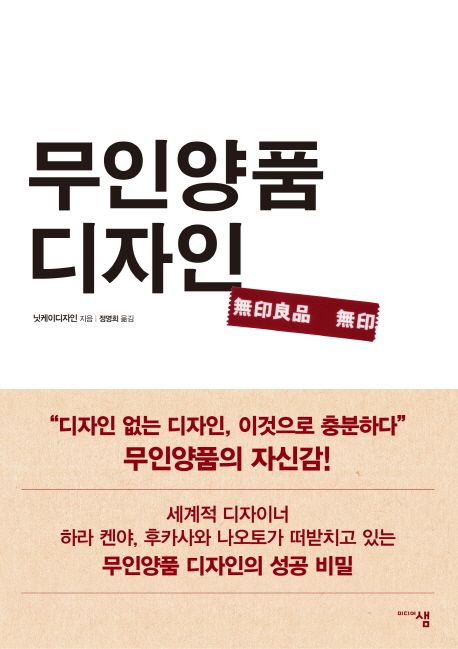 무인양품
디자인
無印良品 無印
닛케이디자인 지음 | 정영희 옮김
“디자인 없는 디자인, 이것으로 충분하다”
무인양품의 자신감!
세계적 디자이너
하라 켄야, 후카사와 나오토가 떠받치고 있는
무인양품 디자인의 성공 비밀
미디어샘